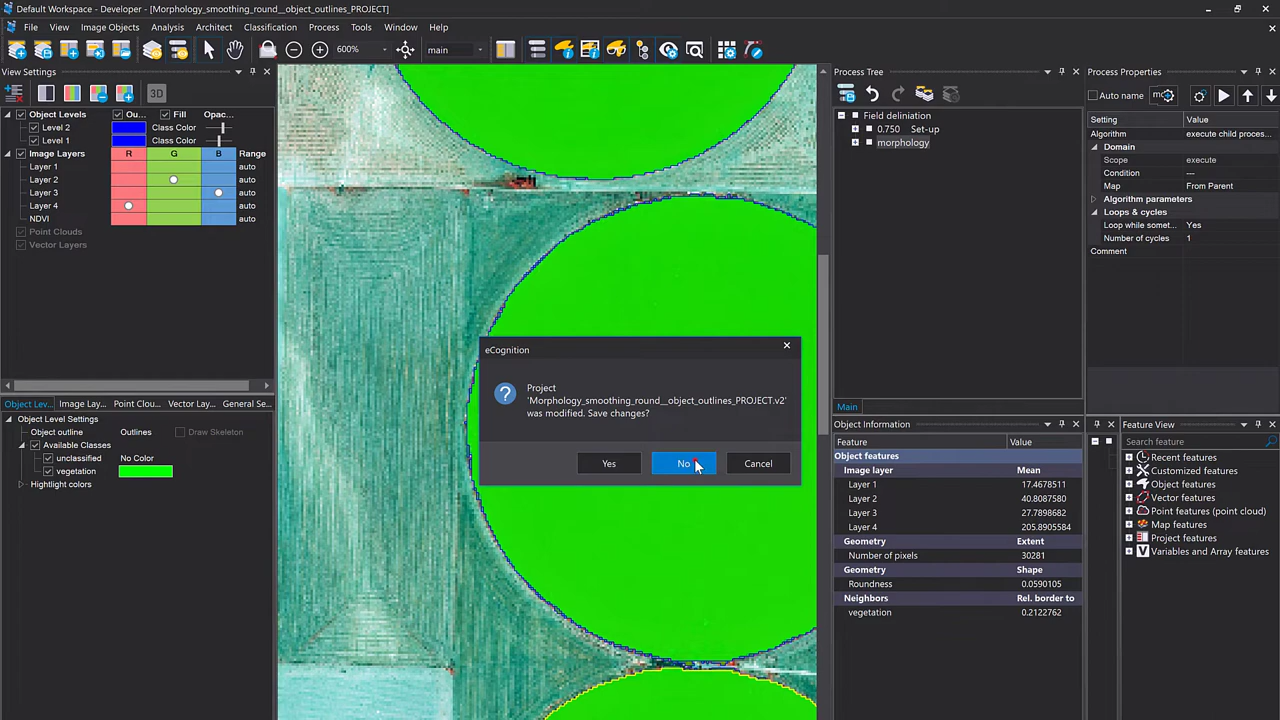 Default Workspace - Developer - [Morphology_smoothing_round__object_outlines_PROJECT]
File View Image Objects Analysis Architect Classification Process Tools Window Help
600% main
View Settings
3D
Object Levels Ou... Fill Opac...
Level 2 Class Color
Level 1 Class Color
Image Layers R G B Range
Layer 1 auto
Layer 2 auto
Layer 3 auto
Layer 4 auto
NDVI auto
Point Clouds
Vector Layers
Object Lev... Image Lay... Point Clou... Vector Lay... General Se...
Object Level Settings
Object outline Outlines Draw Skeleton
Available Classes
unclassified No Color
vegetation
Highlight colors
eCognition
Project
'Morphology_smoothing_round__object_outlines_PROJECT.v2'
was modified. Save changes?
Yes No Cancel
Process Tree
Field deliniation
0.750 Set-up
morphology
Main
Process Properties
Auto name
Setting Value
Algorithm execute child proces...
Domain
Scope execute
Condition ---
Map From Parent
Algorithm parameters
Loops & cycles
Loop while somet... Yes
Number of cycles 1
Comment
Object Information
Feature Value
Object features
Image layer Mean
Layer 1 17.4678511
Layer 2 40.8087580
Layer 3 27.7898682
Layer 4 205.8905584
Geometry Extent
Number of pixels 30281
Geometry Shape
Roundness 0.0590105
Neighbors Rel. border to
vegetation 0.2122762
Feature View
Search feature
Recent features
Customized features
Object features
Vector features
Point features (point cloud)
Map features
Project features
Variables and Array features